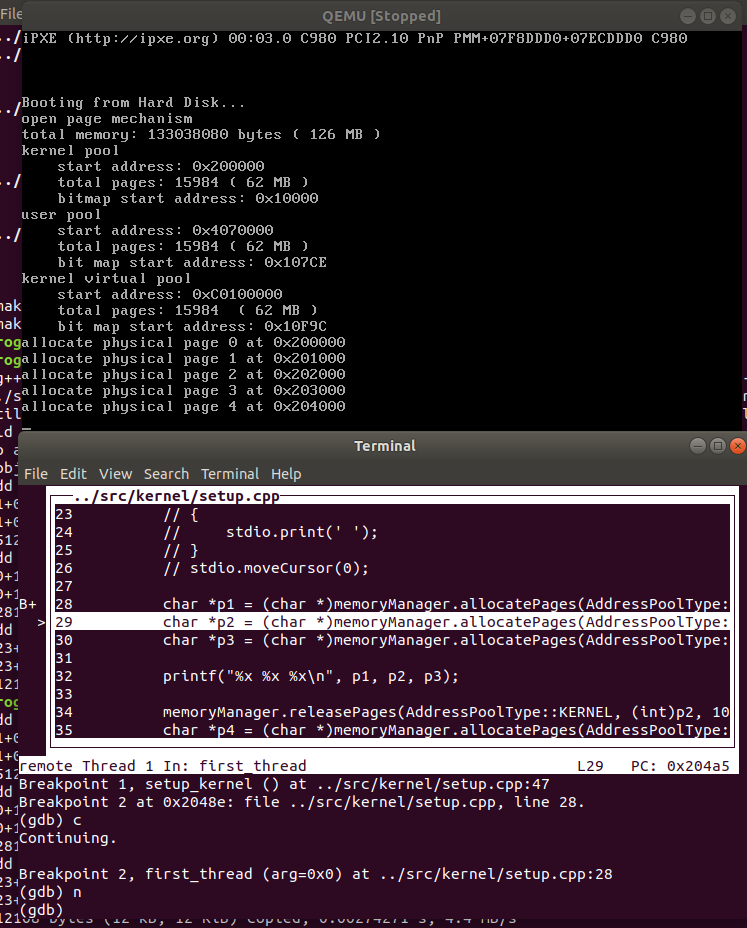 File
QEMU [Stopped]
iPXE (http://ipxe.org) 00:03.0 C980 PCI2.10 PnP PMM+07F8DDD0+07ECDDD0 C980
Booting from Hard Disk...
open page mechanism
total memory: 133038080 bytes ( 126 MB )
kernel pool
start address: 0x200000
total pages: 15984 ( 62 MB )
bitmap start address: 0x10000
user pool
start address: 0x4070000
total pages: 15984 ( 62 MB )
bit map start address: 0x107CE
kernel virtual pool
start address: 0xC0100000
total pages: 15984  ( 62 MB )
bit map start address: 0x10F9C
allocate physical page 0 at 0x200000
allocate physical page 1 at 0x201000
allocate physical page 2 at 0x202000
allocate physical page 3 at 0x203000
allocate physical page 4 at 0x204000
Terminal
File Edit View Search Terminal Help
../src/kernel/setup.cpp
23 // {
24 //     stdio.print(' ');
25 // }
26 // stdio.moveCursor(0);
27
B+ 28 char *p1 = (char *)memoryManager.allocatePages(AddressPoolType:
> 29 char *p2 = (char *)memoryManager.allocatePages(AddressPoolType:
30 char *p3 = (char *)memoryManager.allocatePages(AddressPoolType:
31
32 printf("%x %x %x\n", p1, p2, p3);
33
34 memoryManager.releasePages(AddressPoolType::KERNEL, (int)p2, 10
35 char *p4 = (char *)memoryManager.allocatePages(AddressPoolType:
remote Thread 1 In: first_thread L29 PC: 0x204a5
Breakpoint 1, setup_kernel () at ../src/kernel/setup.cpp:47
Breakpoint 2 at 0x2048e: file ../src/kernel/setup.cpp, line 28.
(gdb) c
Continuing.
Breakpoint 2, first_thread (arg=0x0) at ../src/kernel/setup.cpp:28
(gdb) n
(gdb)